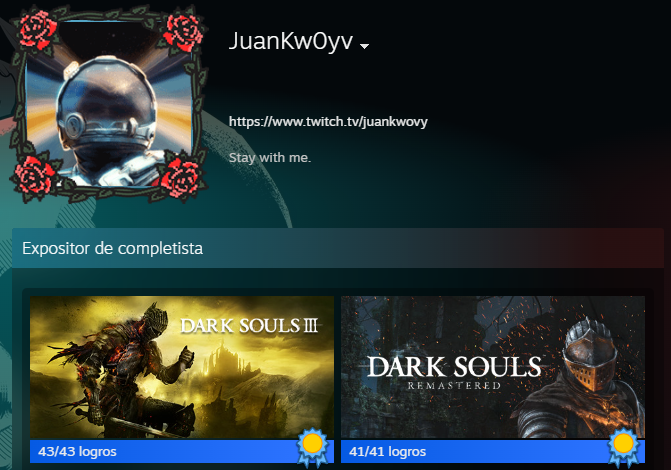 JuanKw0yv
https://www.twitch.tv/juankwovy
Stay with me.
Expositor de completista
DARK SOULS III
DARK SOULS
REMASTERED
43/43 logros
41/41 logros